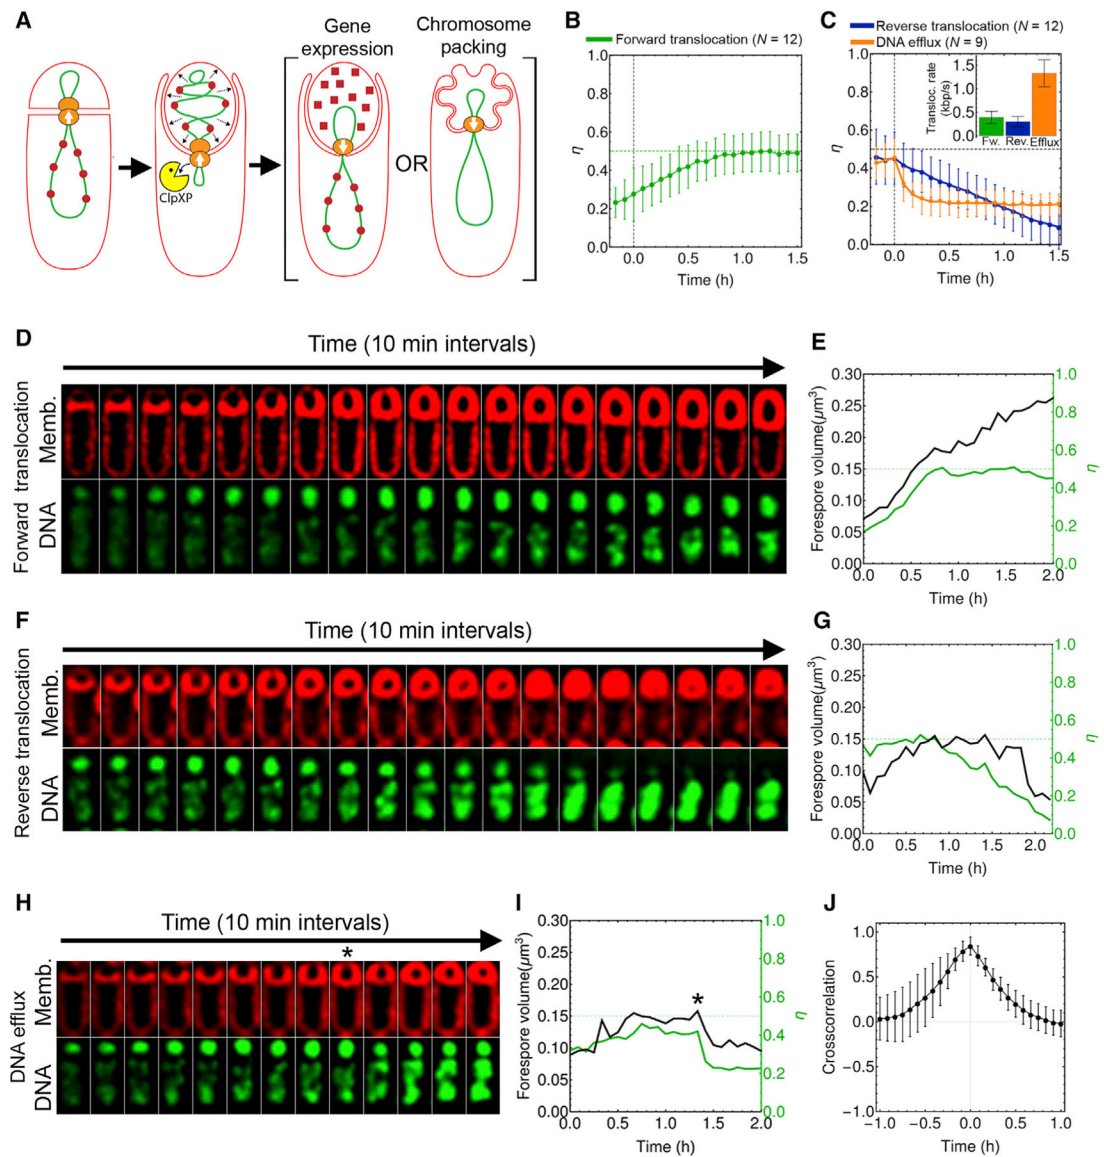 A
Gene
expression
Chromosome
packing
OR
ClpXP
B
Forward translocation (N = 12)
1.0
0.8
0.6
η
0.4
0.2
0.0
0.0
0.5
1.0
1.5
Time (h)
C
Reverse translocation (N = 12)
DNA efflux (N = 9)
1.0
0.8
0.6
η
0.4
0.2
0.0
Transloc. rate
(kbp/s)
1.5
1.0
0.5
0.0
Fw. Rev. Efflux
0.0
0.5
1.0
1.5
Time (h)
D
Time (10 min intervals)
Forward translocation
Memb.
DNA
E
Forespore volume(μm³)
0.30
0.25
0.20
0.15
0.10
0.05
0.00
1.0
0.8
0.6
0.4
0.2
0.0
η
0.0 0.5 1.0 1.5 2.0
Time (h)
F
Time (10 min intervals)
Reverse translocation
Memb.
DNA
G
Forespore volume(μm³)
0.30
0.25
0.20
0.15
0.10
0.05
0.00
1.0
0.8
0.6
0.4
0.2
0.0
η
0.0 0.5 1.0 1.5 2.0
Time (h)
H
Time (10 min intervals)
*
DNA efflux
Memb.
DNA
I
Forespore volume(μm³)
0.30
0.25
0.20
0.15
0.10
0.05
0.00
*
1.0
0.8
0.6
0.4
0.2
0.0
η
0.0 0.5 1.0 1.5 2.0
Time (h)
J
Crosscorrelation
1.0
0.5
0.0
−0.5
−1.0
−1.0 −0.5 0.0 0.5 1.0
Time (h)